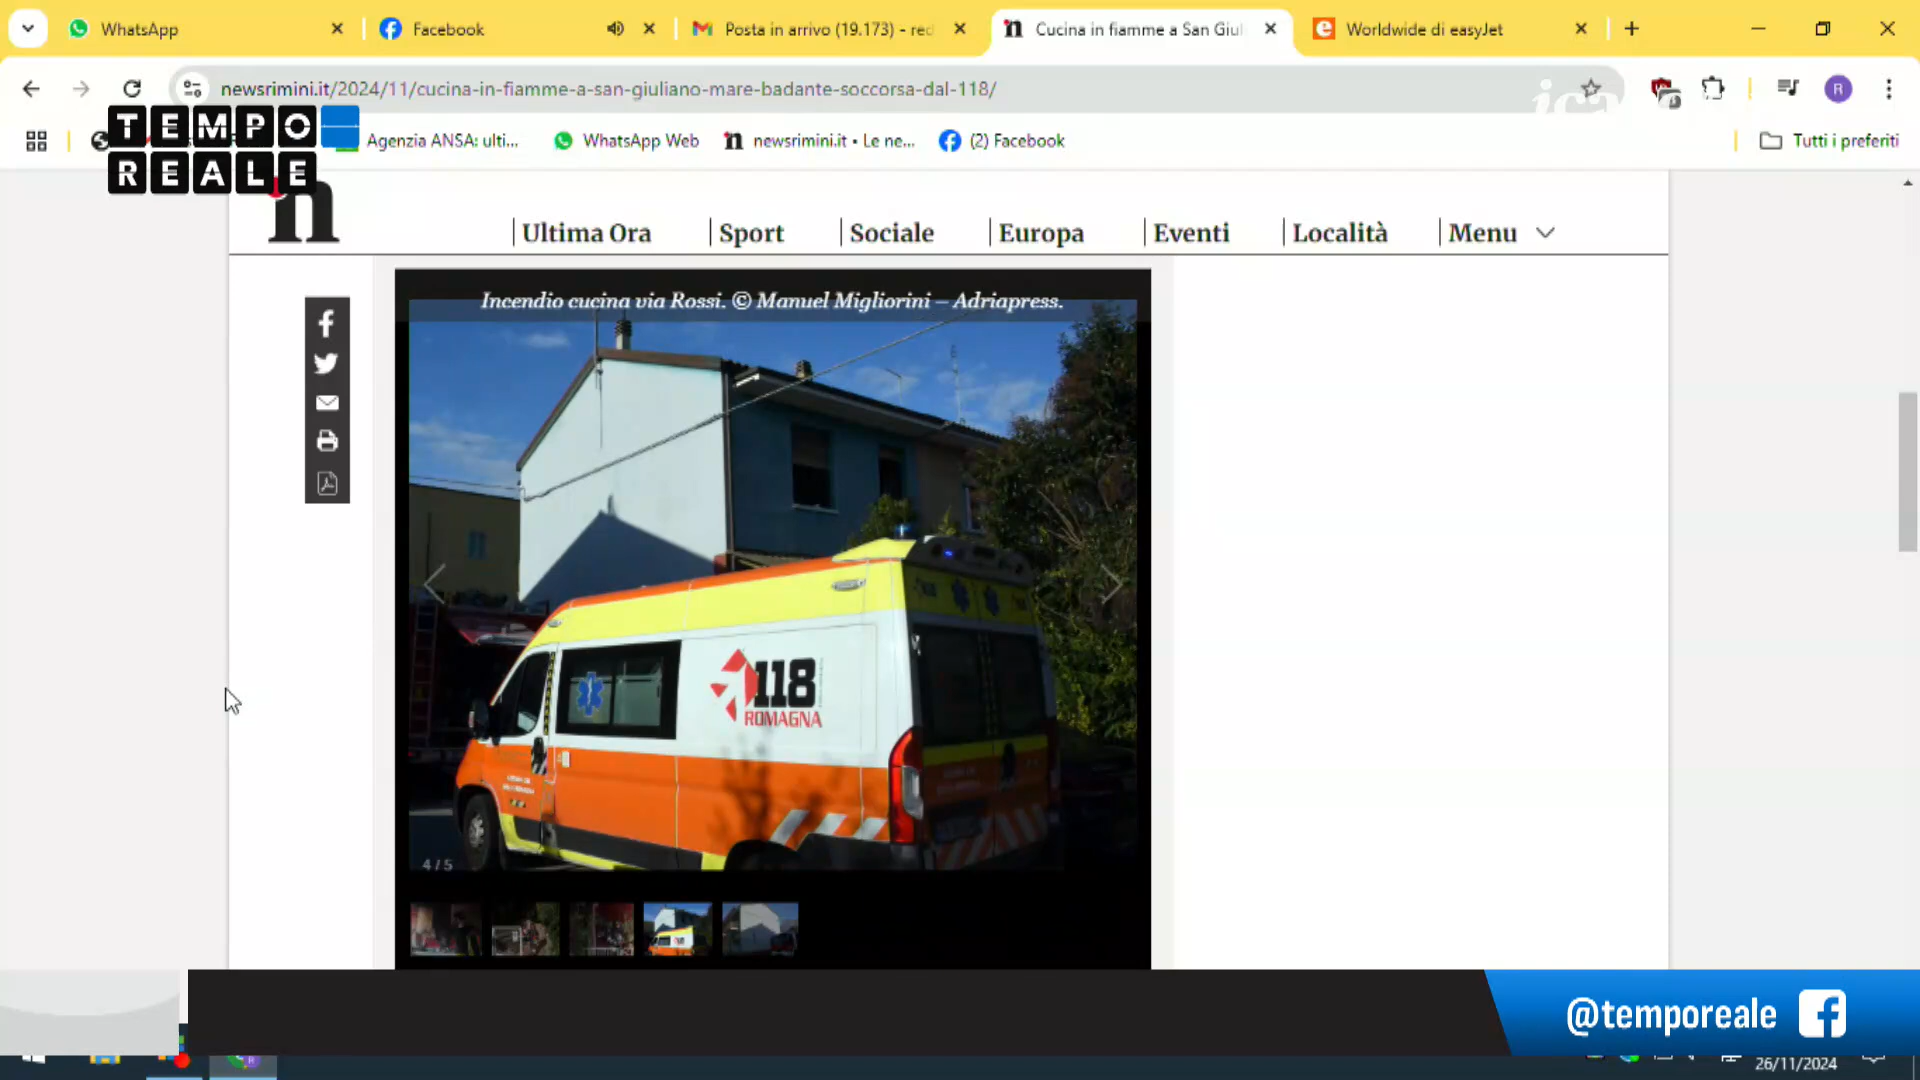 WhatsApp
Facebook
Posta in arrivo (19.173) - red
Cucina in fiamme a San Giul
Worldwide di easyJet
newsrimini.it/2024/11/cucina-in-fiamme-a-san-giuliano-mare-badante-soccorsa-dal-118/
R
TEMPO
REALE
Agenzia ANSA: ulti...
WhatsApp Web
newsrimini.it • Le ne...
(2) Facebook
Tutti i preferiti
n
Ultima Ora
Sport
Sociale
Europa
Eventi
Località
Menu
Incendio cucina via Rossi. © Manuel Migliorini – Adriapress.
118
ROMAGNA
4 / 5
@temporeale
26/11/2024